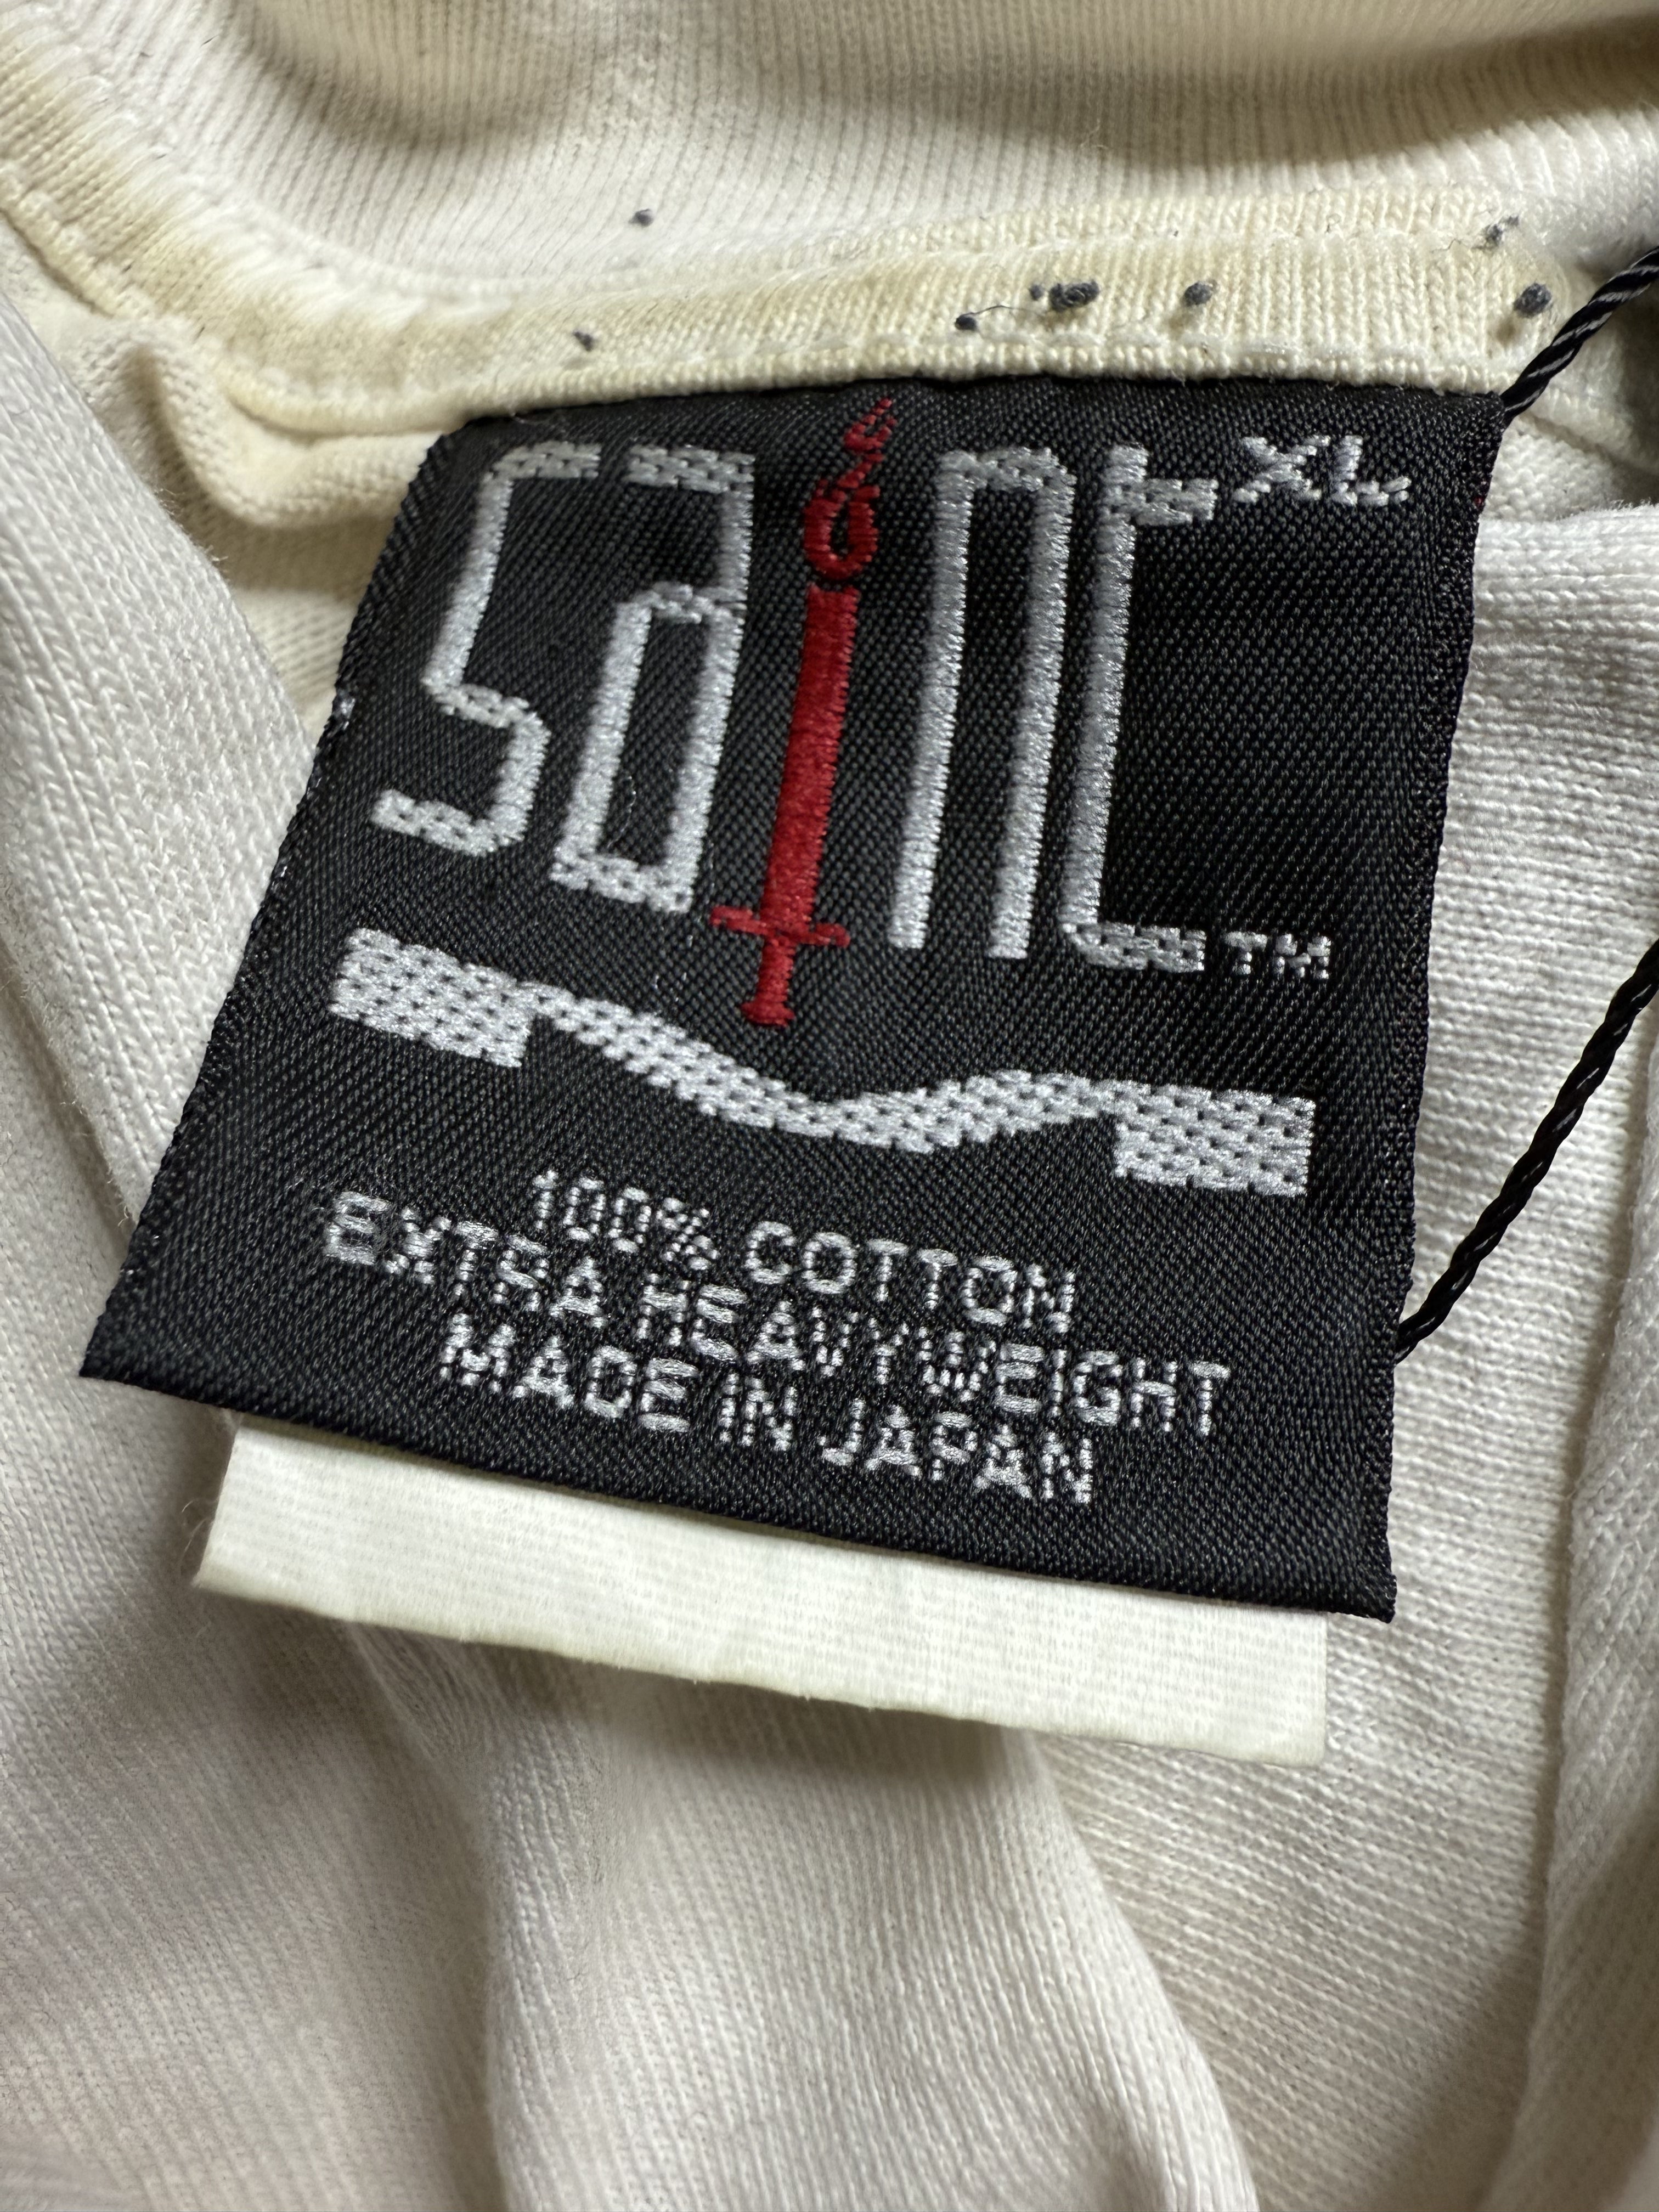 saint XL
TM
100% COTTON
EXTRA HEAVYWEIGHT
MADE IN JAPAN